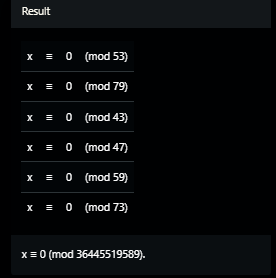 Result
x ≡ 0 (mod 53)
x ≡ 0 (mod 79)
x ≡ 0 (mod 43)
x ≡ 0 (mod 47)
x ≡ 0 (mod 59)
x ≡ 0 (mod 73)
x ≡ 0 (mod 36445519589).